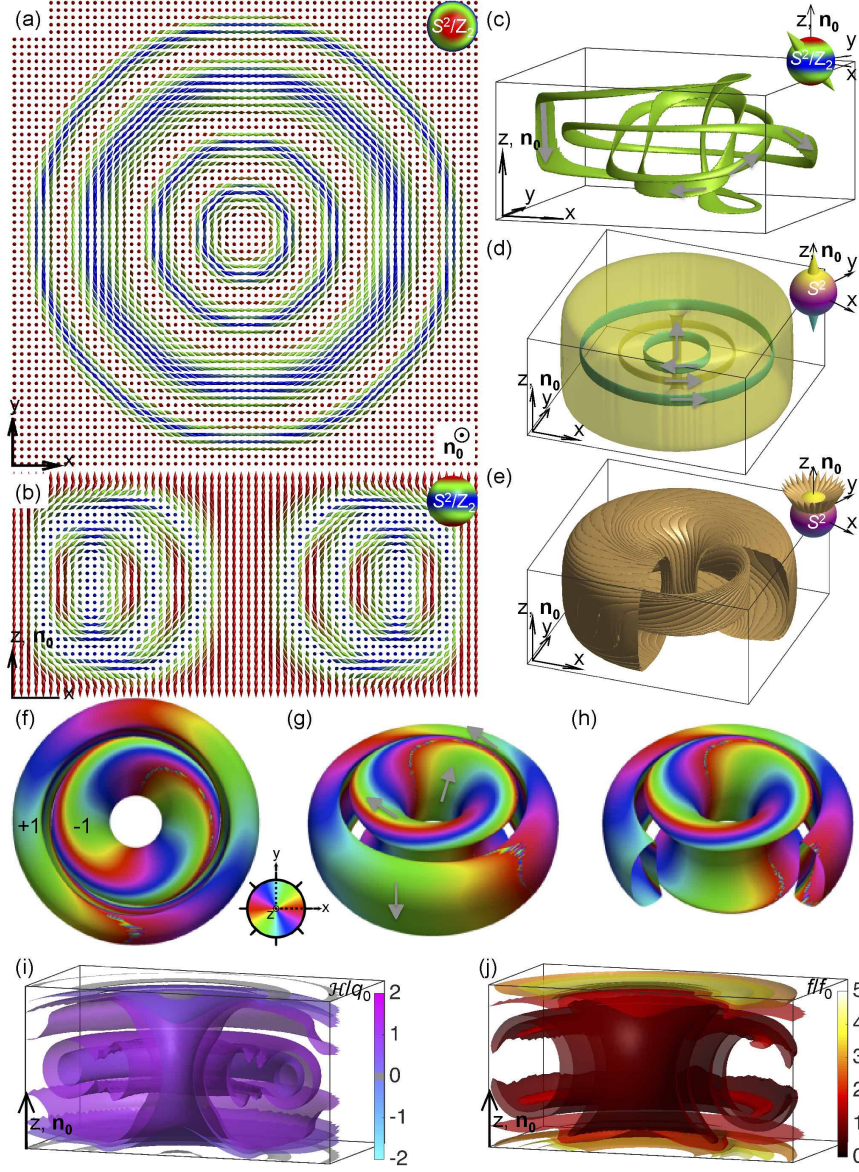 (a)
S²/Z₂
y
x
n₀
(b)
S²/Z₂
z, n₀
x
(c)
z, n₀
y
S²/Z₂
x
z, n₀
y
x
(d)
z, n₀
y
S²
x
z, n₀
y
x
(e)
z, n₀
y
S²
x
z, n₀
y
x
(f)
+1
-1
y
z
x
(g)
(h)
(i)
ℋ/q₀
2
1
0
-1
-2
z, n₀
(j)
f/f₀
5
4
3
2
1
0
z, n₀